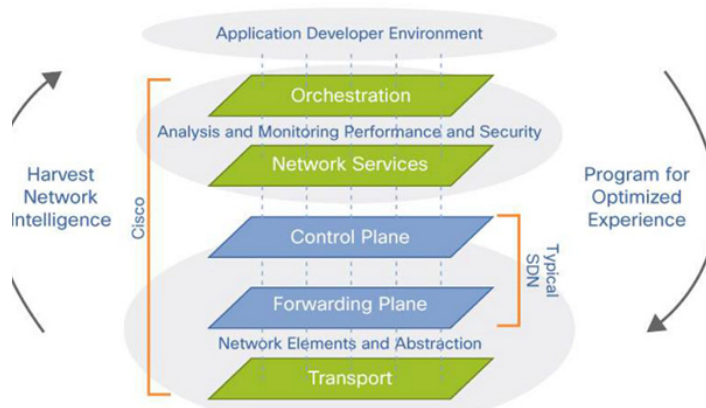 Application Developer Environment
Orchestration
Analysis and Monitoring Performance and Security
Network Services
Harvest
Network
Intelligence
Cisco
Program for
Optimized
Experience
Control Plane
Typical
SDN
Forwarding Plane
Network Elements and Abstraction
Transport